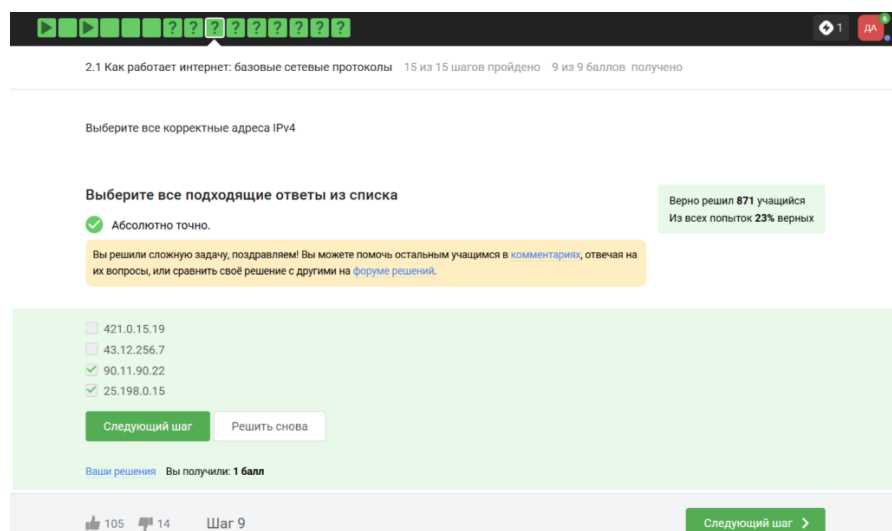 ? ? ? ? ? ? ? ? ?
1
ДА
6
2.1 Как работает интернет: базовые сетевые протоколы 15 из 15 шагов пройдено 9 из 9 баллов получено
Выберите все корректные адреса IPv4
Выберите все подходящие ответы из списка
Абсолютно точно.
Верно решил 871 учащийся
Из всех попыток 23% верных
Вы решили сложную задачу, поздравляем! Вы можете помочь остальным учащимся в комментариях, отвечая на
их вопросы, или сравнить своё решение с другими на форуме решений.
421.0.15.19
43.12.256.7
90.11.90.22
25.198.0.15
Следующий шаг Решить снова
Ваши решения Вы получили: 1 балл
105 14 Шаг 9 Следующий шаг